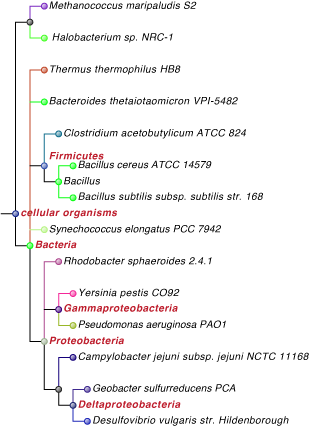 Methanococcus maripaludis S2
Halobacterium sp. NRC-1
Thermus thermophilus HB8
Bacteroides thetaiotaomicron VPI-5482
Clostridium acetobutylicum ATCC 824
Firmicutes
Bacillus cereus ATCC 14579
Bacillus
Bacillus subtilis subsp. subtilis str. 168
cellular organisms
Synechococcus elongatus PCC 7942
Bacteria
Rhodobacter sphaeroides 2.4.1
Yersinia pestis CO92
Gammaproteobacteria
Pseudomonas aeruginosa PAO1
Proteobacteria
Campylobacter jejuni subsp. jejuni NCTC 11168
Geobacter sulfurreducens PCA
Deltaproteobacteria
Desulfovibrio vulgaris str. Hildenborough